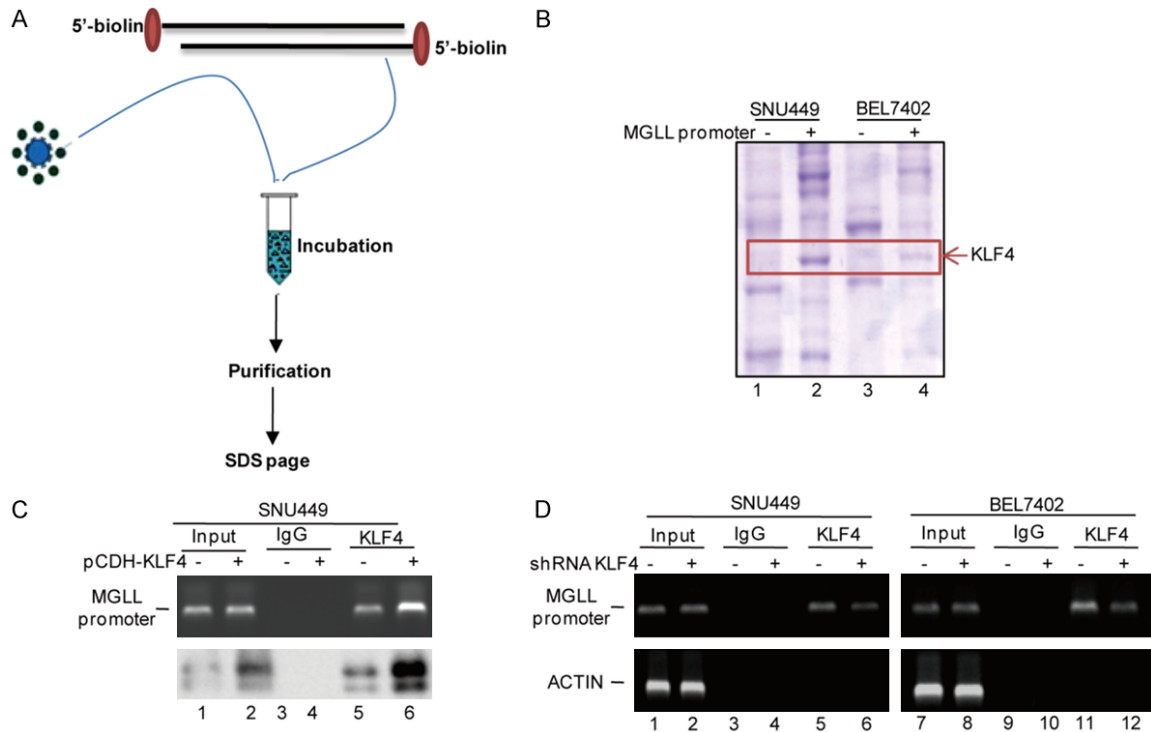 A
5'-biolin
5'-biolin
Incubation
Purification
SDS page
B
SNU449 BEL7402
MGLL promoter - + - +
KLF4
1 2 3 4
C
SNU449
Input IgG KLF4
pCDH-KLF4 - + - + - +
MGLL
promoter
1 2 3 4 5 6
D
SNU449 BEL7402
Input IgG KLF4 Input IgG KLF4
shRNA KLF4 - + - + - + - + - + - +
MGLL
promoter
ACTIN
1 2 3 4 5 6 7 8 9 10 11 12